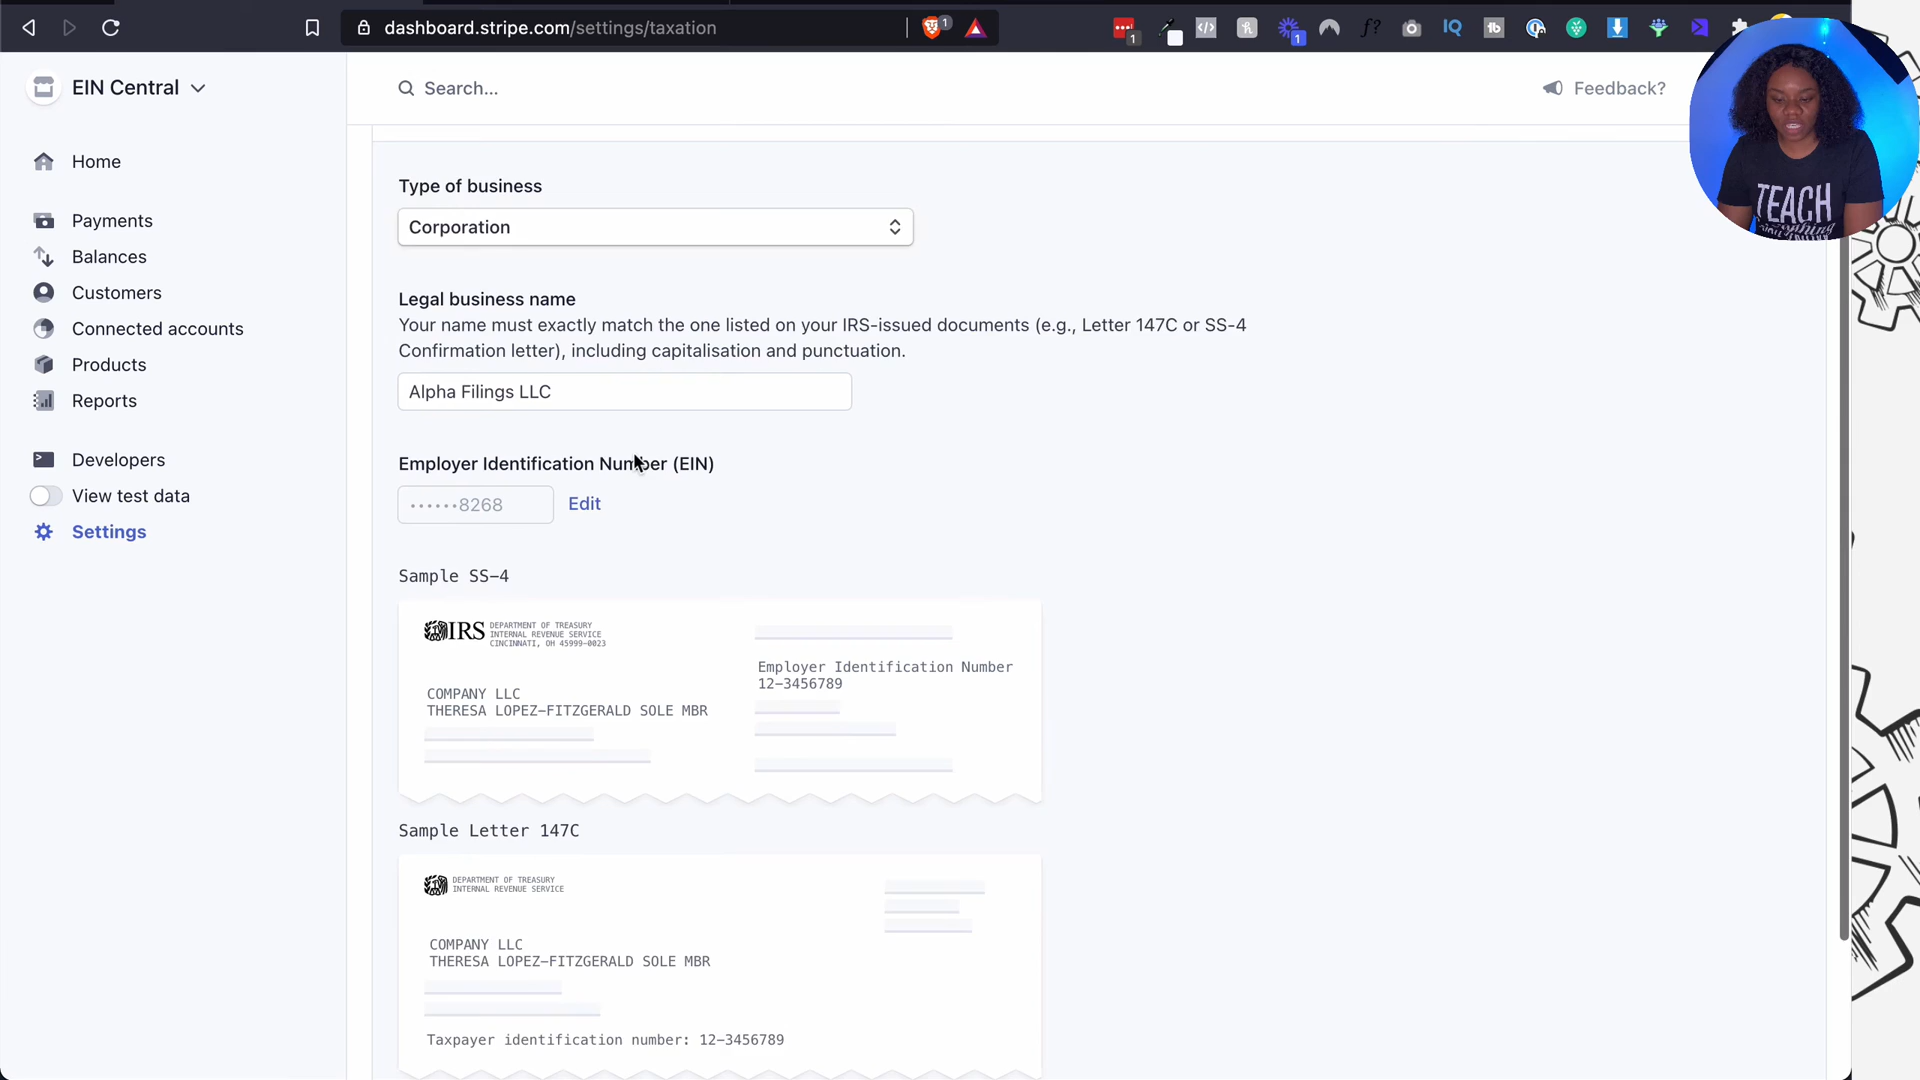 dashboard.stripe.com/settings/taxation
1
1
1
EIN Central
Search...
Feedback?
Home
Payments
Balances
Customers
Connected accounts
Products
Reports
Developers
View test data
Settings
Type of business
Corporation
Legal business name
Your name must exactly match the one listed on your IRS-issued documents (e.g., Letter 147C or SS-4
Confirmation letter), including capitalisation and punctuation.
Alpha Filings LLC
Employer Identification Number (EIN)
••••••8268
Edit
Sample SS-4
IRS
DEPARTMENT OF TREASURY
INTERNAL REVENUE SERVICE
CINCINNATI, OH 45999-0023
Employer Identification Number
12-3456789
COMPANY LLC
THERESA LOPEZ-FITZGERALD SOLE MBR
Sample Letter 147C
DEPARTMENT OF TREASURY
INTERNAL REVENUE SERVICE
COMPANY LLC
THERESA LOPEZ-FITZGERALD SOLE MBR
Taxpayer identification number: 12-3456789
TEACH